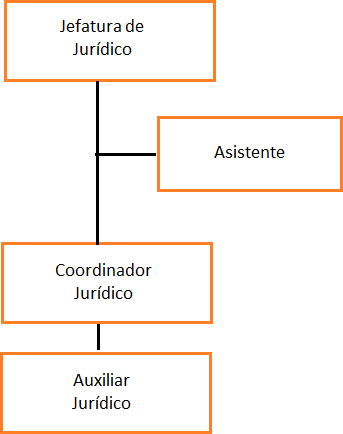 Jefatura de
Jurídico
Asistente
Coordinador
Jurídico
Auxiliar
Jurídico